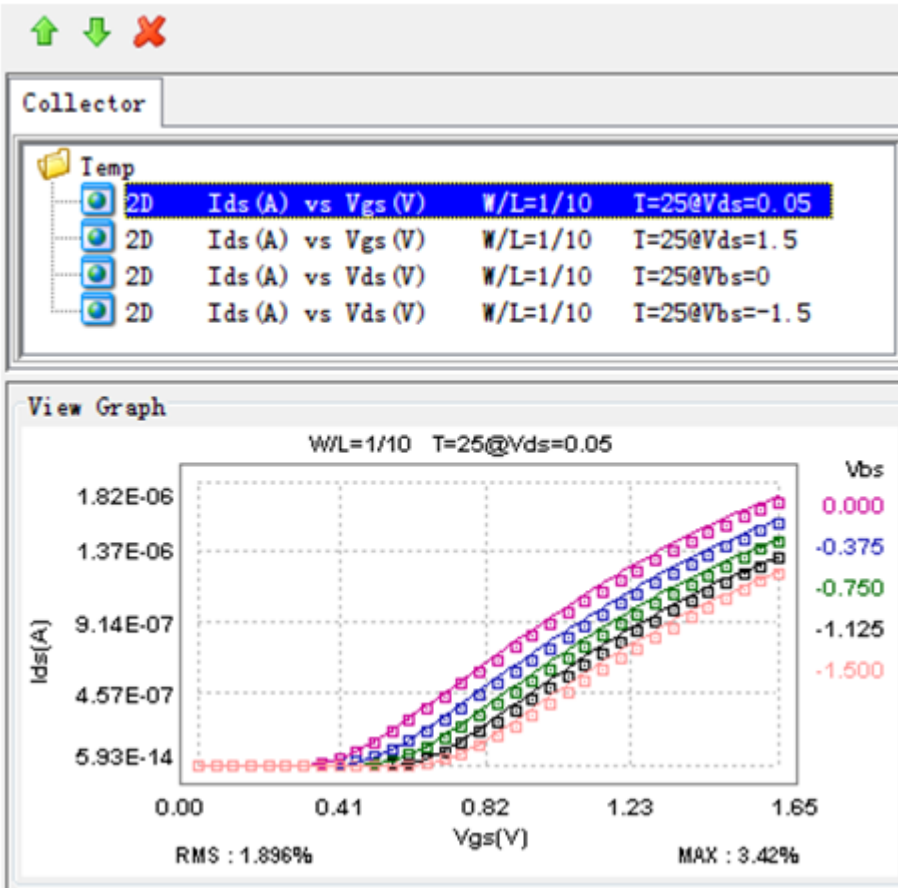 Collector
Temp
2D Ids(A) vs Vgs(V) W/L=1/10 T=25@Vds=0.05
2D Ids(A) vs Vgs(V) W/L=1/10 T=25@Vds=1.5
2D Ids(A) vs Vds(V) W/L=1/10 T=25@Vbs=0
2D Ids(A) vs Vds(V) W/L=1/10 T=25@Vbs=-1.5
View Graph
W/L=1/10 T=25@Vds=0.05
Vbs
0.000
-0.375
-0.750
-1.125
-1.500
Ids(A)
1.82E-06
1.37E-06
9.14E-07
4.57E-07
5.93E-14
0.00 0.41 0.82 1.23 1.65
Vgs(V)
RMS : 1.896% MAX : 3.42%